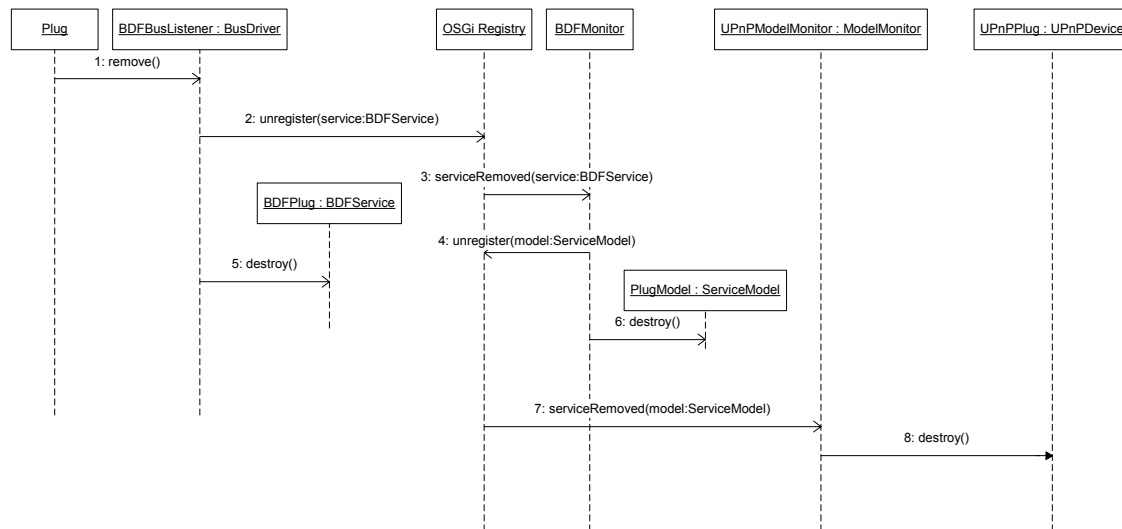 Plug
BDFBusListener : BusDriver
OSGi Registry
BDFMonitor
UPnPModelMonitor : ModelMonitor
UPnPPlug : UPnPDevice
1: remove()
2: unregister(service:BDFService)
3: serviceRemoved(service:BDFService)
BDFPlug : BDFService
4: unregister(model:ServiceModel)
5: destroy()
PlugModel : ServiceModel
6: destroy()
7: serviceRemoved(model:ServiceModel)
8: destroy()